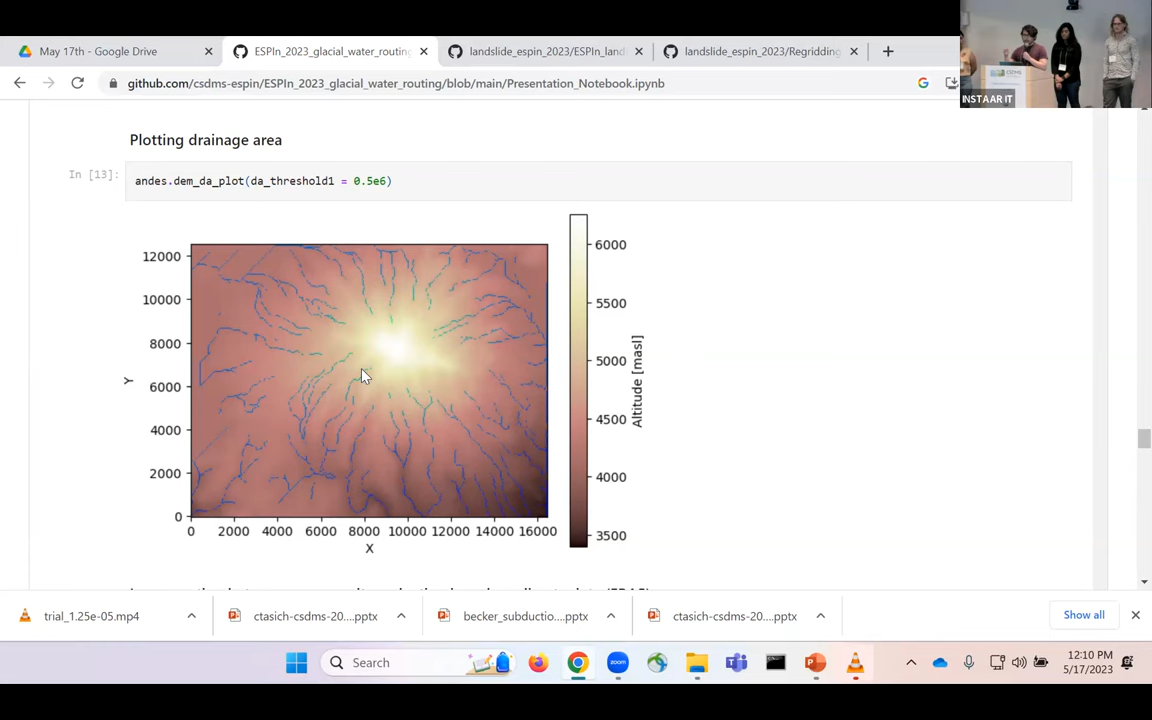 May 17th - Google Drive
ESPIn_2023_glacial_water_routing
landslide_espin_2023/ESPIn_land
landslide_espin_2023/Regridding
github.com/csdms-espin/ESPIn_2023_glacial_water_routing/blob/main/Presentation_Notebook.ipynb
INSTAAR IT
Plotting drainage area
In [13]:
andes.dem_da_plot(da_threshold1 = 0.5e6)
12000
10000
8000
6000
4000
2000
0
Y
0 2000 4000 6000 8000 10000 12000 14000 16000
X
6000
5500
5000
4500
4000
3500
Altitude [masl]
trial_1.25e-05.mp4
ctasich-csdms-20....pptx
becker_subductio....pptx
ctasich-csdms-20....pptx
Show all
Search
12:10 PM
5/17/2023